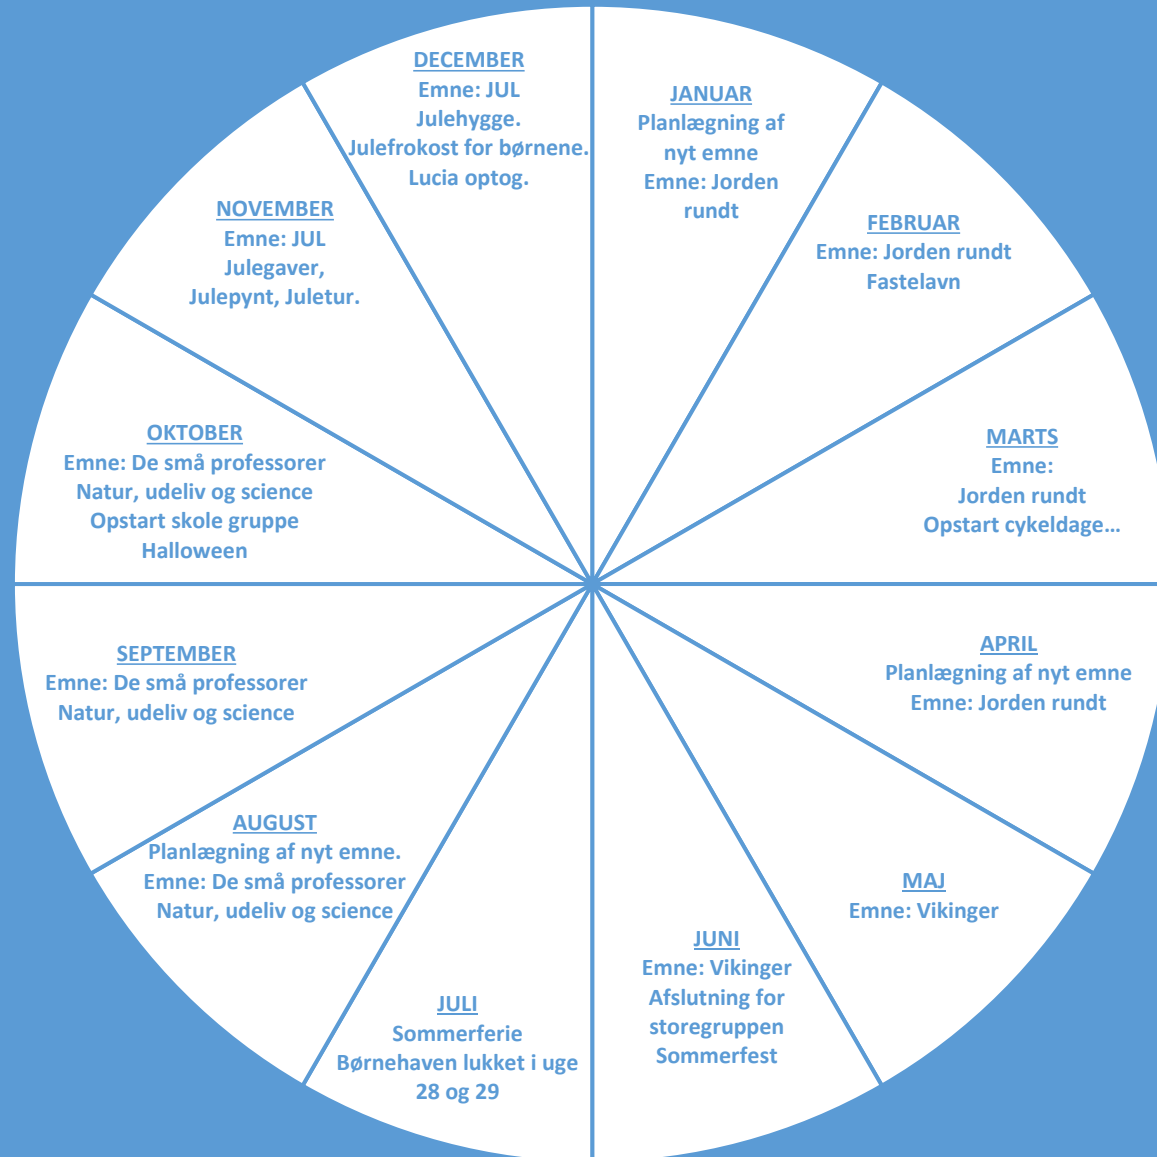 JANUAR
Planlægning af
nyt emne
Emne: Jorden
rundt
FEBRUAR
Emne: Jorden rundt
Fastelavn
MARTS
Emne:
Jorden rundt
Opstart cykeldage…
APRIL
Planlægning af nyt emne
Emne: Jorden rundt
MAJ
Emne: Vikinger
JUNI
Emne: Vikinger
Afslutning for
storegruppen
Sommerfest
JULI
Sommerferie
Børnehaven lukket i uge
28 og 29
AUGUST
Planlægning af nyt emne.
Emne: De små professorer
Natur, udeliv og science
SEPTEMBER
Emne: De små professorer
Natur, udeliv og science
OKTOBER
Emne: De små professorer
Natur, udeliv og science
Opstart skole gruppe
Halloween
NOVEMBER
Emne: JUL
Julegaver,
Julepynt, Juletur.
DECEMBER
Emne: JUL
Julehygge.
Julefrokost for børnene.
Lucia optog.